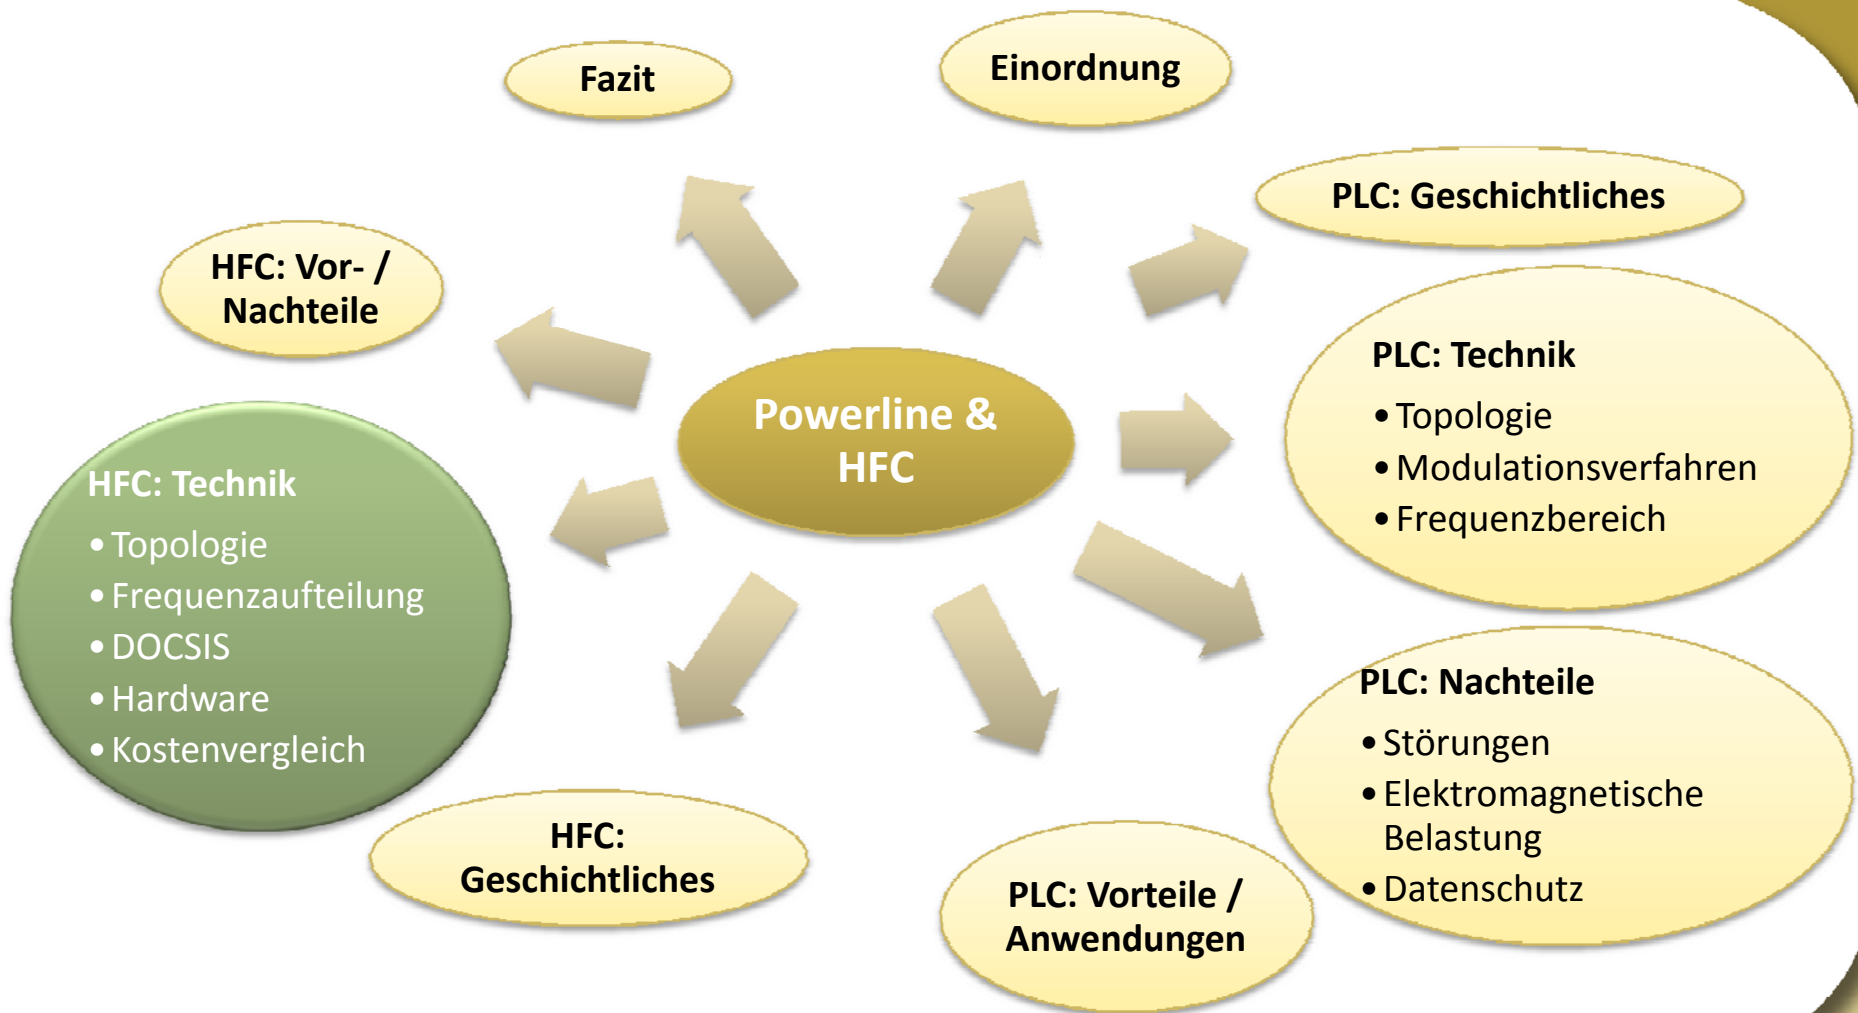 Powerline &
HFC
Einordnung
PLC: Geschichtliches
PLC: Technik
• Topologie
• Modulationsverfahren
• Frequenzbereich
PLC: Nachteile
• Störungen
• Elektromagnetische
Belastung
• Datenschutz
PLC: Vorteile /
Anwendungen
HFC:
Geschichtliches
HFC: Technik
• Topologie
• Frequenzaufteilung
• DOCSIS
• Hardware
• Kostenvergleich
HFC: Vor- /
Nachteile
Fazit